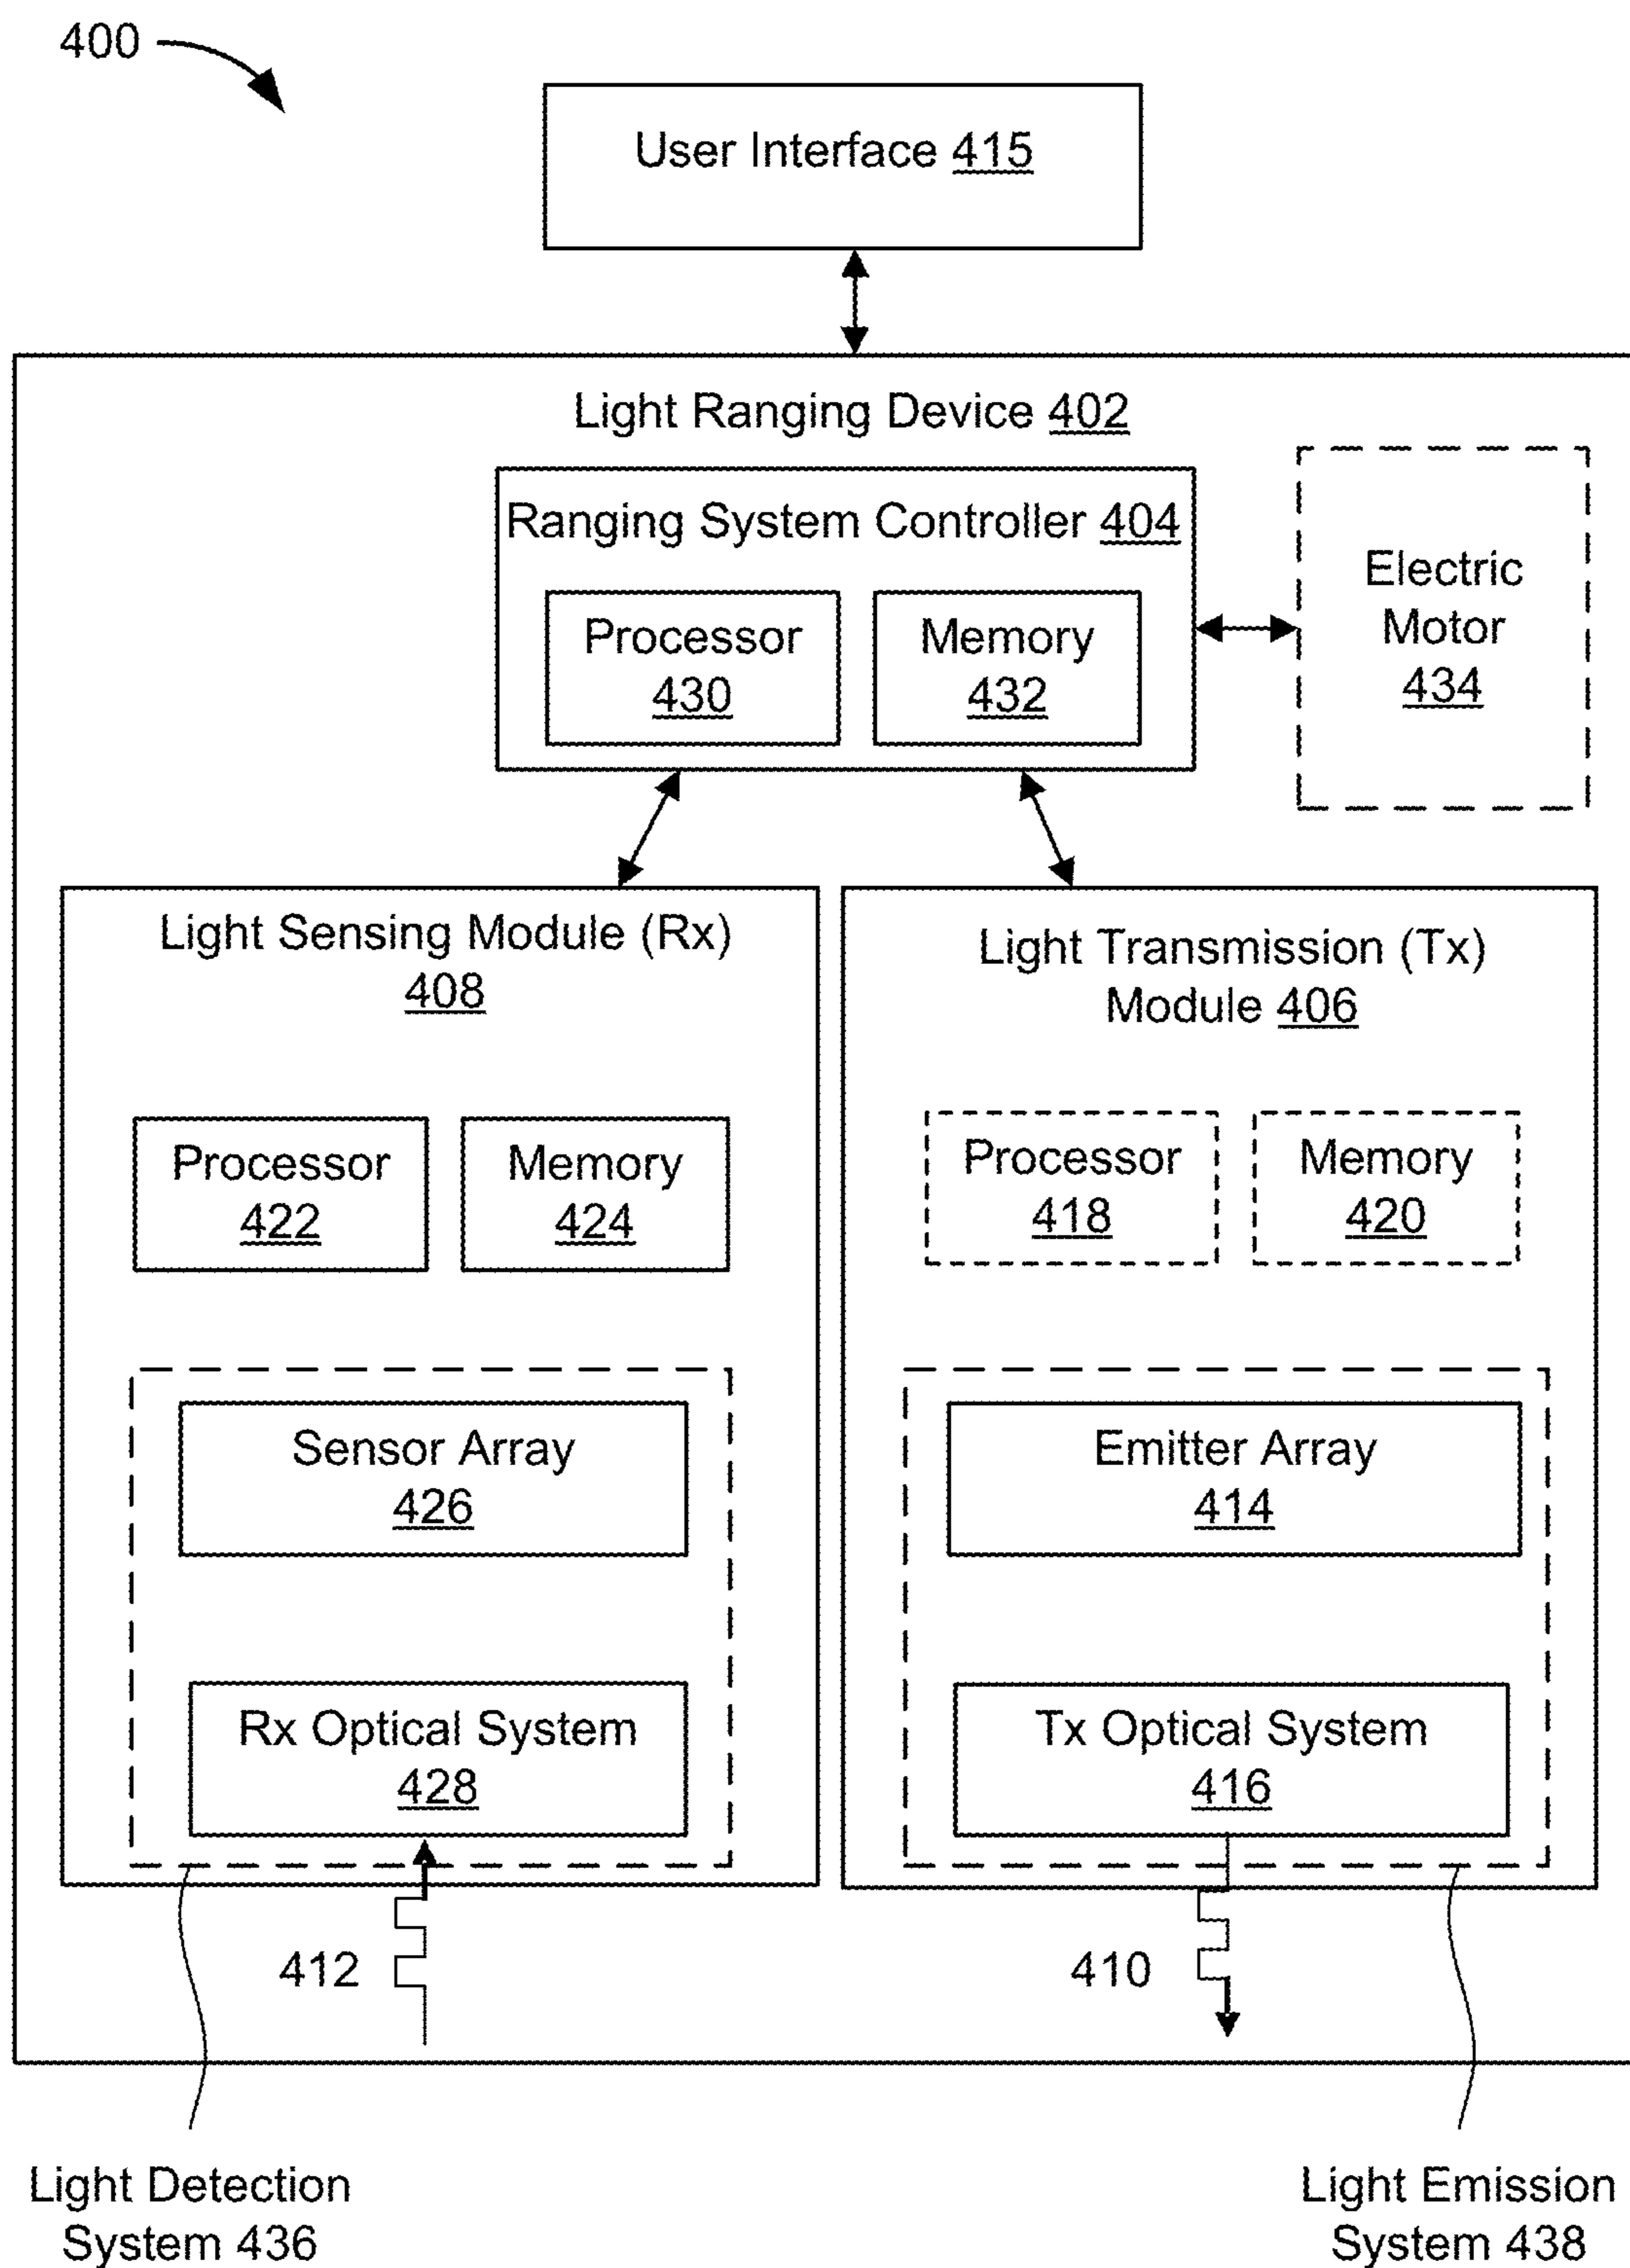 400
User Interface 415
Light Ranging Device 402
Ranging System Controller 404
Processor
430
Memory
432
Electric
Motor
434
Light Sensing Module (Rx)
408
Light Transmission (Tx)
Module 406
Processor
422
Memory
424
Processor
418
Memory
420
Sensor Array
426
Emitter Array
414
Rx Optical System
428
Tx Optical System
416
412
410
Light Detection
System 436
Light Emission
System 438